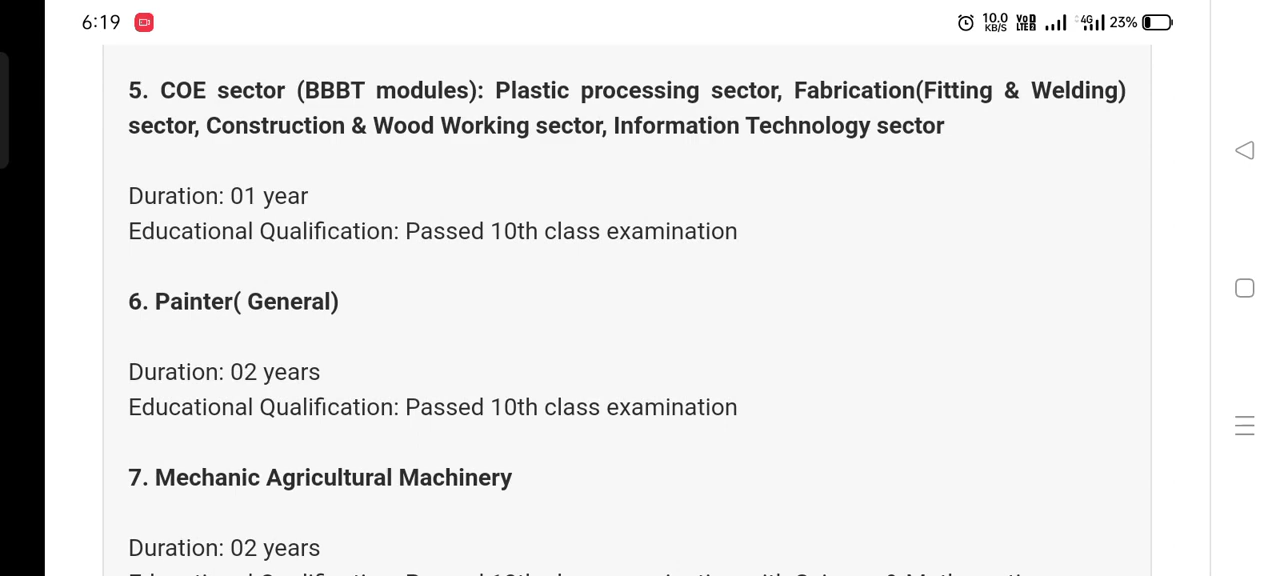 6:19
10.0 KB/S
4G
23%
5. COE sector (BBBT modules): Plastic processing sector, Fabrication(Fitting & Welding)
sector, Construction & Wood Working sector, Information Technology sector
Duration: 01 year
Educational Qualification: Passed 10th class examination
6. Painter( General)
Duration: 02 years
Educational Qualification: Passed 10th class examination
7. Mechanic Agricultural Machinery
Duration: 02 years